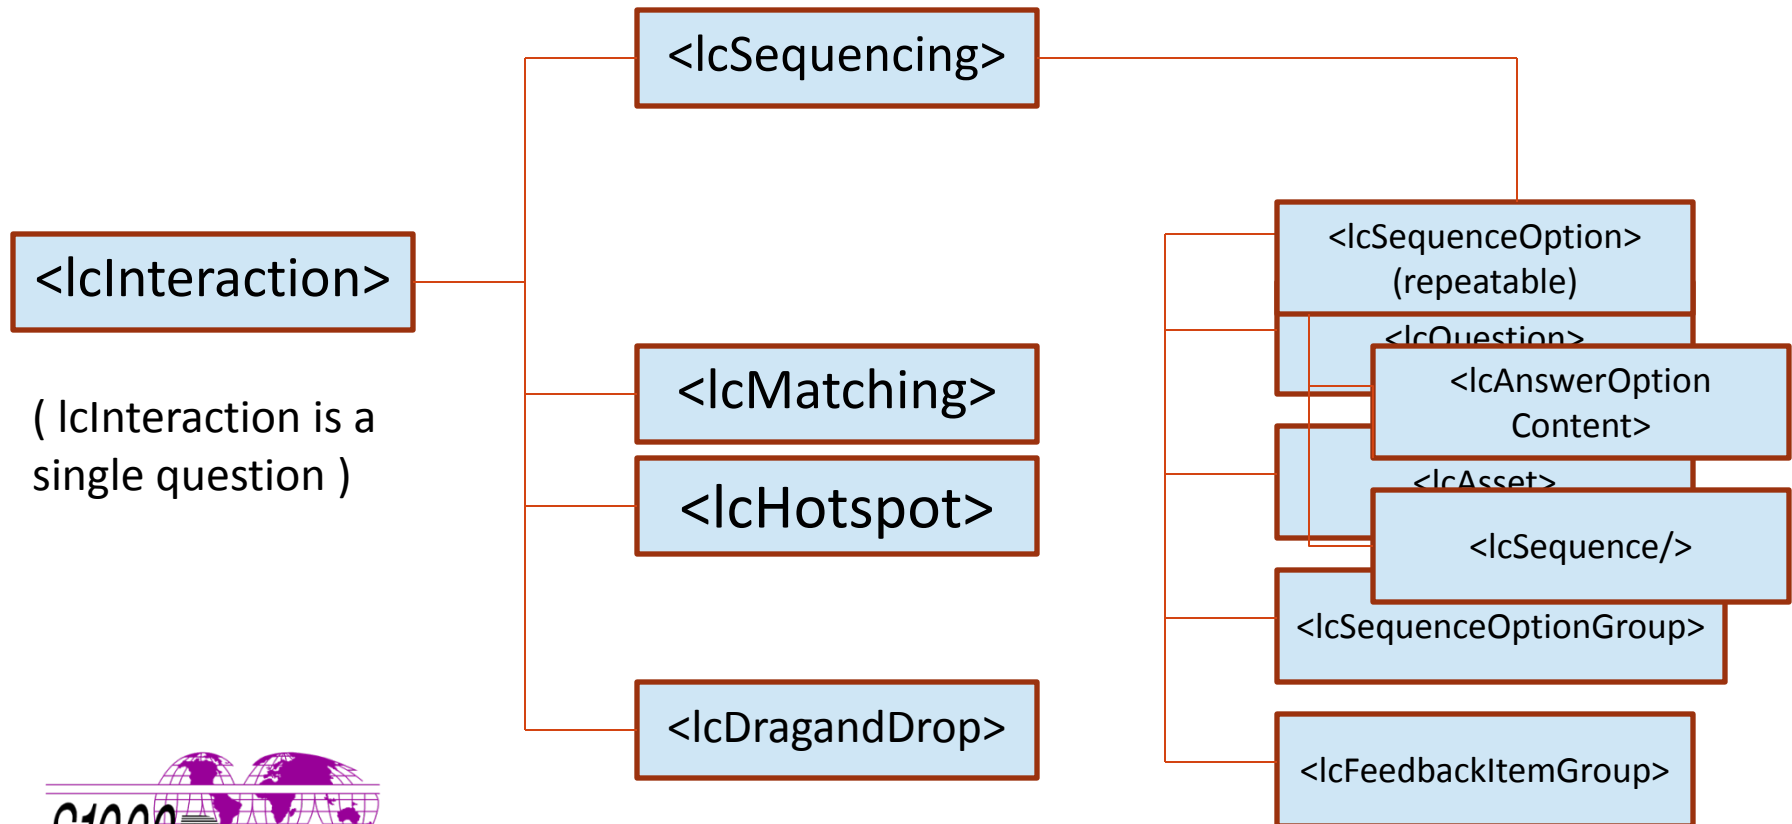 <lcSequencing>
<lcInteraction>
( lcInteraction is a
single question )
<lcMatching>
<lcHotspot>
<lcDragandDrop>
<lcSequenceOption>
(repeatable)
<lcQuestion>
<lcAnswerOption
Content>
<lcAsset>
<lcSequence/>
<lcSequenceOptionGroup>
<lcFeedbackItemGroup>